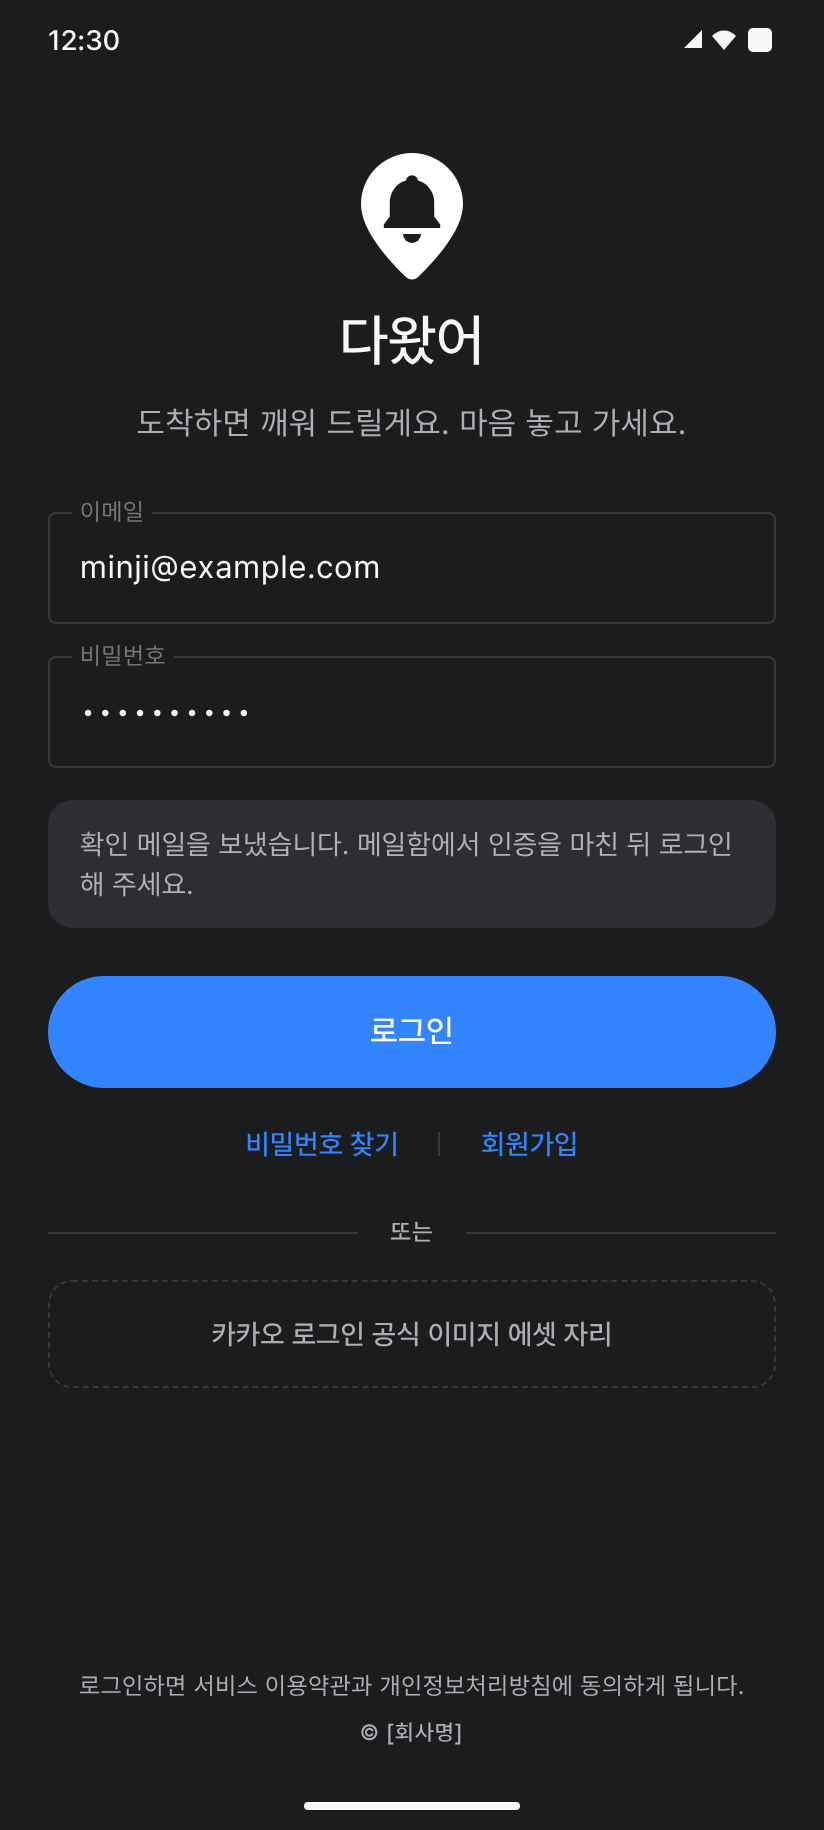 12:30
다왔어
도착하면 깨워 드릴게요. 마음 놓고 가세요.
이메일
minji@example.com
비밀번호
••••••••••
확인 메일을 보냈습니다. 메일함에서 인증을 마친 뒤 로그인
해 주세요.
로그인
비밀번호 찾기 | 회원가입
또는
카카오 로그인 공식 이미지 에셋 자리
로그인하면 서비스 이용약관과 개인정보처리방침에 동의하게 됩니다.
© [회사명]